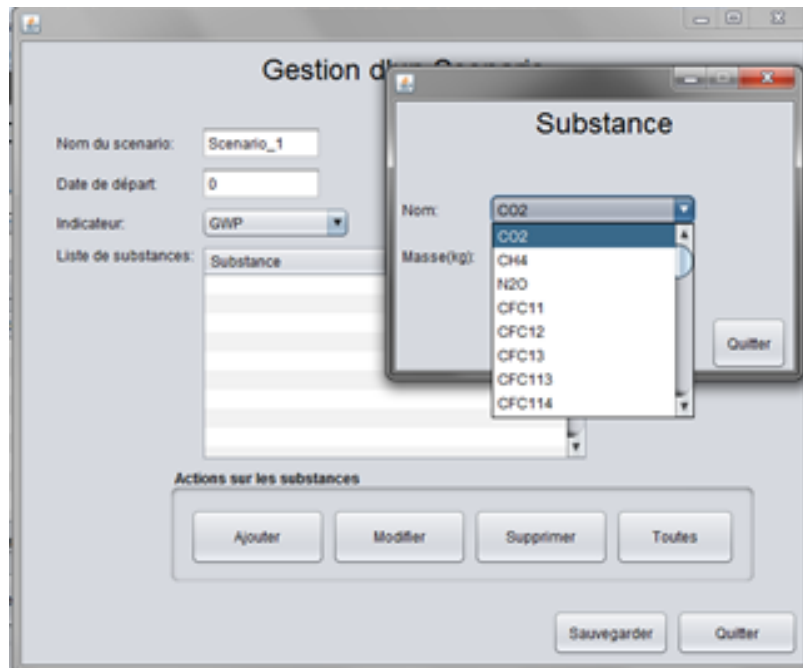 Gestion d'un Scenario
Nom du scenario:
Scenario_1
Date de départ:
0
Indicateur:
GWP
Liste de substances:
Substance
Actions sur les substances
Ajouter
Modifier
Supprimer
Toutes
Sauvegarder
Quitter
Substance
Nom:
CO2
CO2
CH4
N2O
CFC11
CFC12
CFC13
CFC113
CFC114
Masse(kg):
Quitter